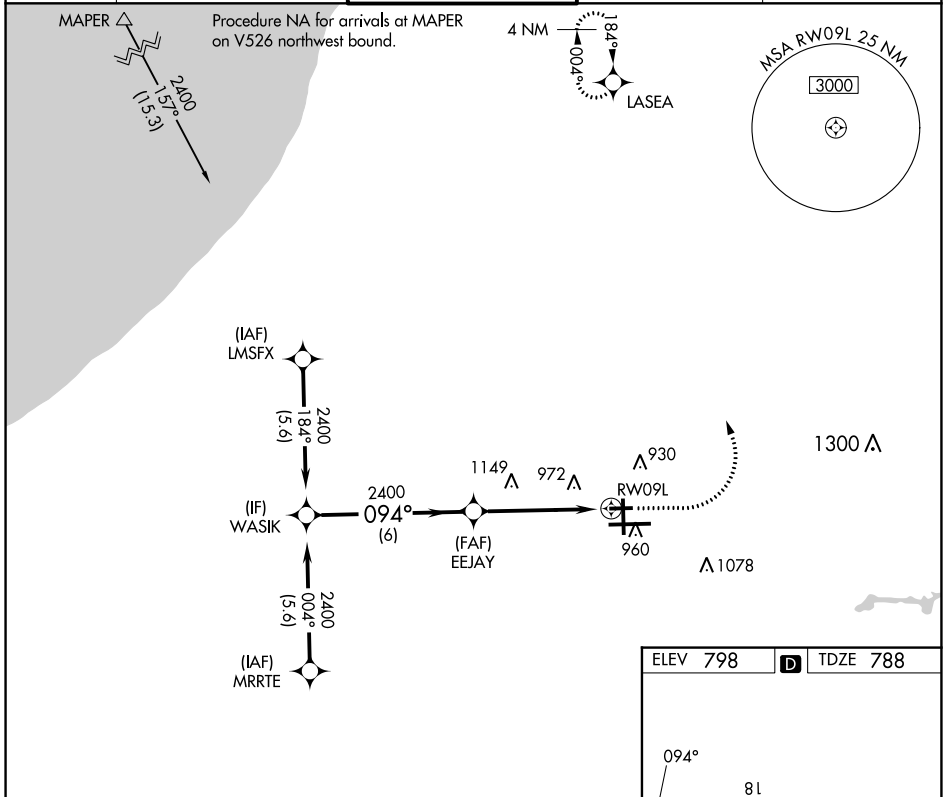 MAPER
Procedure NA for arrivals at MAPER
on V526 northwest bound.
2400
157°
(15.3)
4 NM
184°
004°
LASEA
MSA RW09L 25 NM
3000
(IAF)
LMSFX
2400
184°
(5.6)
(IF)
WASIK
2400
094°
(6)
(FAF)
EEJAY
1149
972
930
RW09L
960
1300
1078
2400
004°
(5.6)
(IAF)
MRRTE
ELEV 798
D
TDZE 788
094°
18